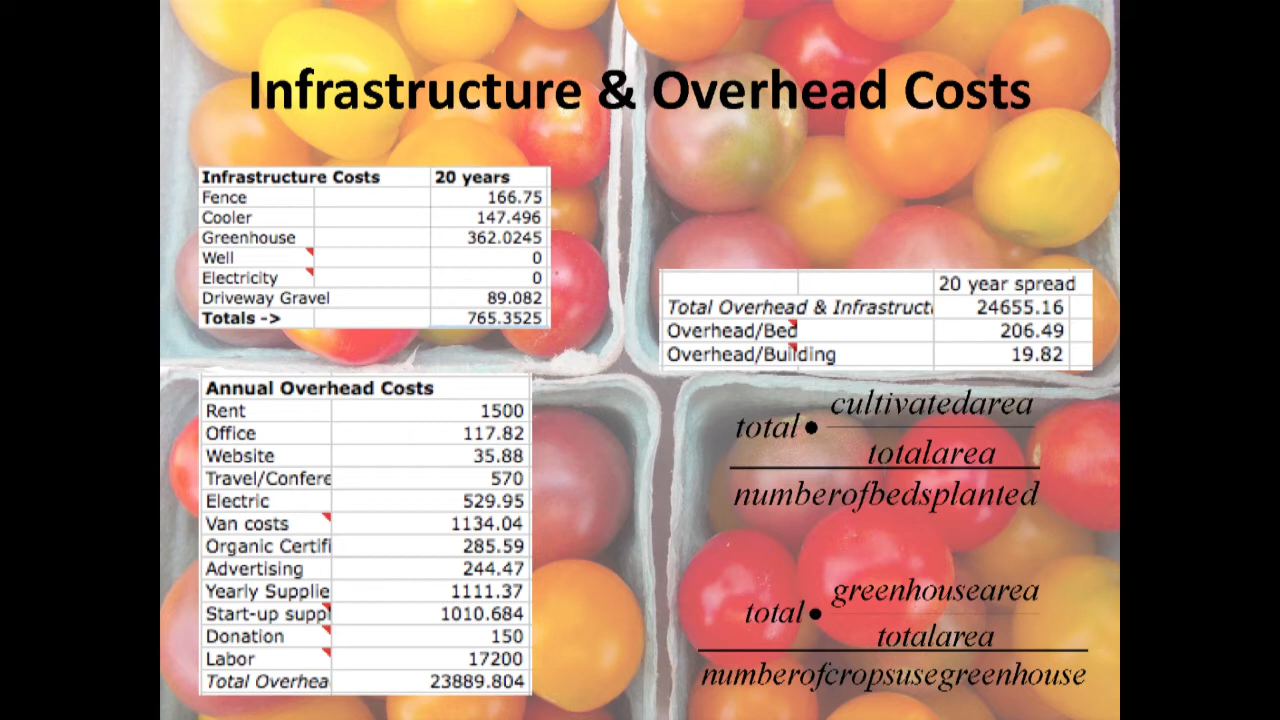 Infrastructure & Overhead Costs
Infrastructure Costs 20 years
Fence 166.75
Cooler 147.496
Greenhouse 362.0245
Well 0
Electricity 0
Driveway Gravel 89.082
Totals -> 765.3525
20 year spread
Total Overhead & Infrastructu 24655.16
Overhead/Bed 206.49
Overhead/Building 19.82
Annual Overhead Costs
Rent 1500
Office 117.82
Website 35.88
Travel/Confere 570
Electric 529.95
Van costs 1134.04
Organic Certifi 285.59
Advertising 244.47
Yearly Supplie 1111.37
Start-up suppl 1010.684
Donation 150
Labor 17200
Total Overhea 23889.804
cultivatedarea
total •
totalarea
numberofbedsplanted
greenhousearea
total •
totalarea
numberofcropsusegreenhouse